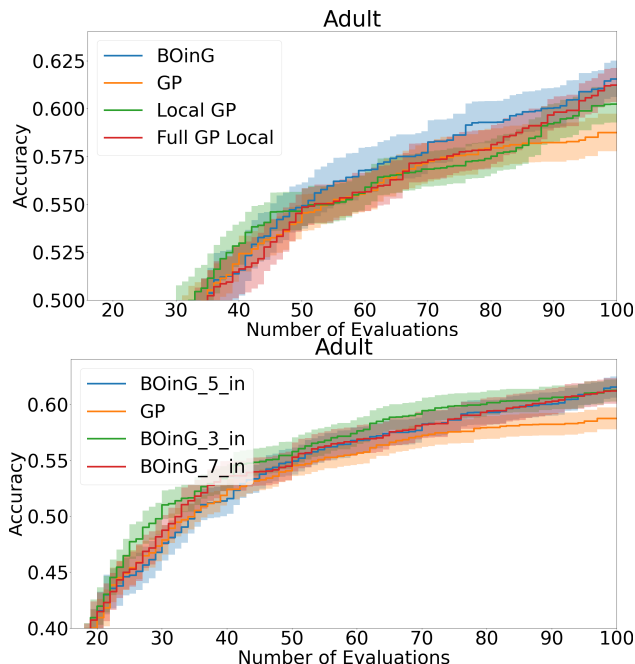 Adult
0.625
0.600
0.575
0.550
0.525
0.500
Accuracy
BOinG
GP
Local GP
Full GP Local
20 30 40 50 60 70 80 90 100
Number of Evaluations
Adult
0.60
0.55
0.50
0.45
0.40
Accuracy
BOinG_5_in
GP
BOinG_3_in
BOinG_7_in
20 30 40 50 60 70 80 90 100
Number of Evaluations